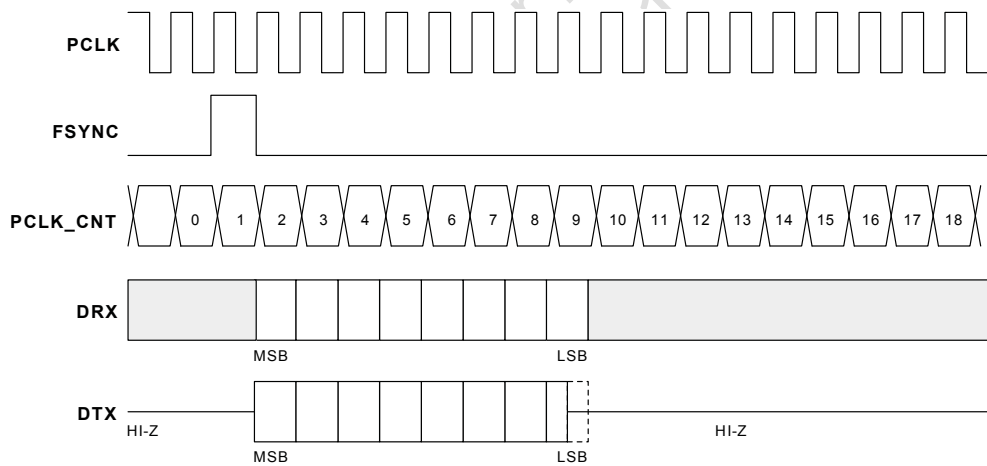 PCLK
FSYNC
PCLK_CNT 0 1 2 3 4 5 6 7 8 9 10 11 12 13 14 15 16 17 18
DRX
MSB LSB
DTX
HI-Z HI-Z
MSB LSB